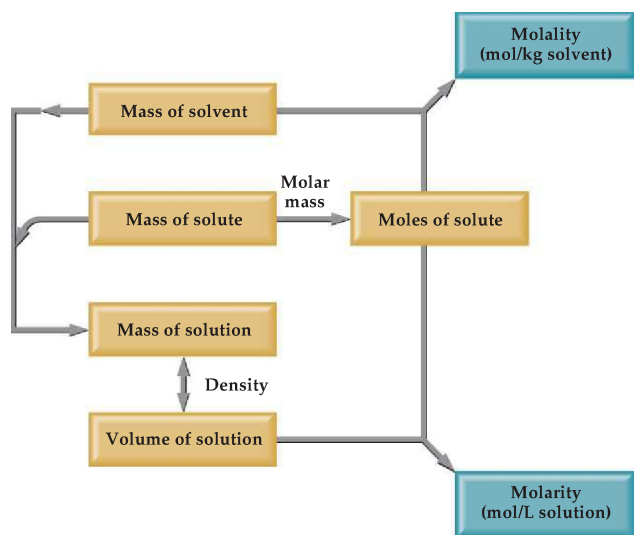 Molality
(mol/kg solvent)
Mass of solvent
Molar
mass
Mass of solute
Moles of solute
Mass of solution
Density
Volume of solution
Molarity
(mol/L solution)